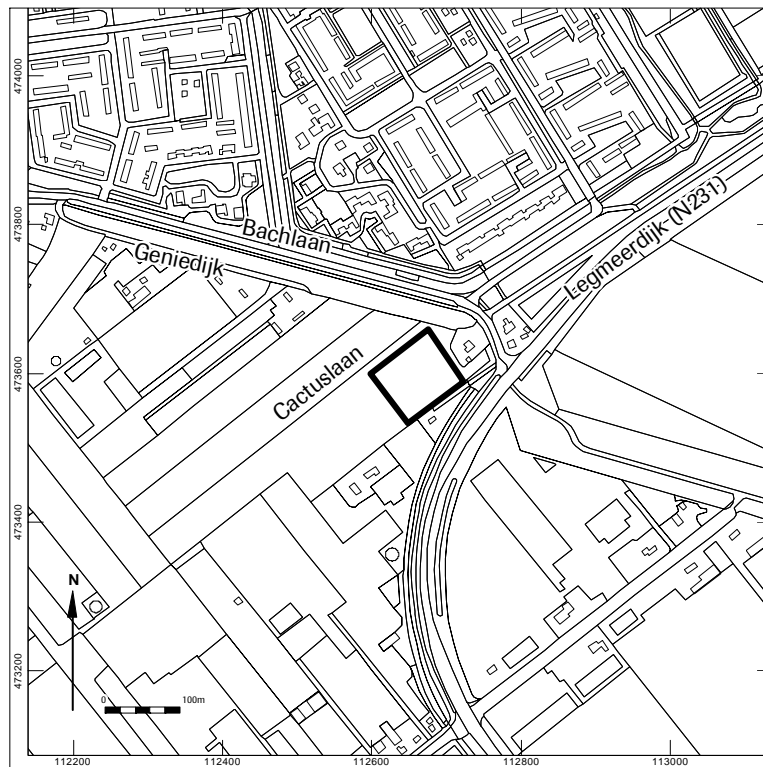 474000
473800
473600
473400
473200
Bachlaan
Geniedijk
Legmeerdijk (N231)
Cactuslaan
N
0 100m
112200 112400 112600 112800 113000